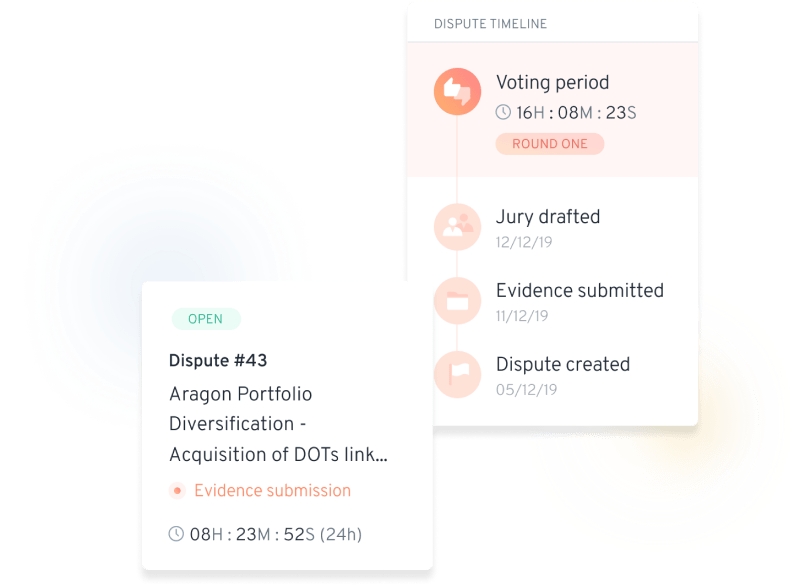 DISPUTE TIMELINE
Voting period
16H : 08M : 23S
ROUND ONE
Jury drafted
12/12/19
Evidence submitted
11/12/19
Dispute created
05/12/19
OPEN
Dispute #43
Aragon Portfolio
Diversification -
Acquisition of DOTs link...
Evidence submission
08H : 23M : 52S (24h)